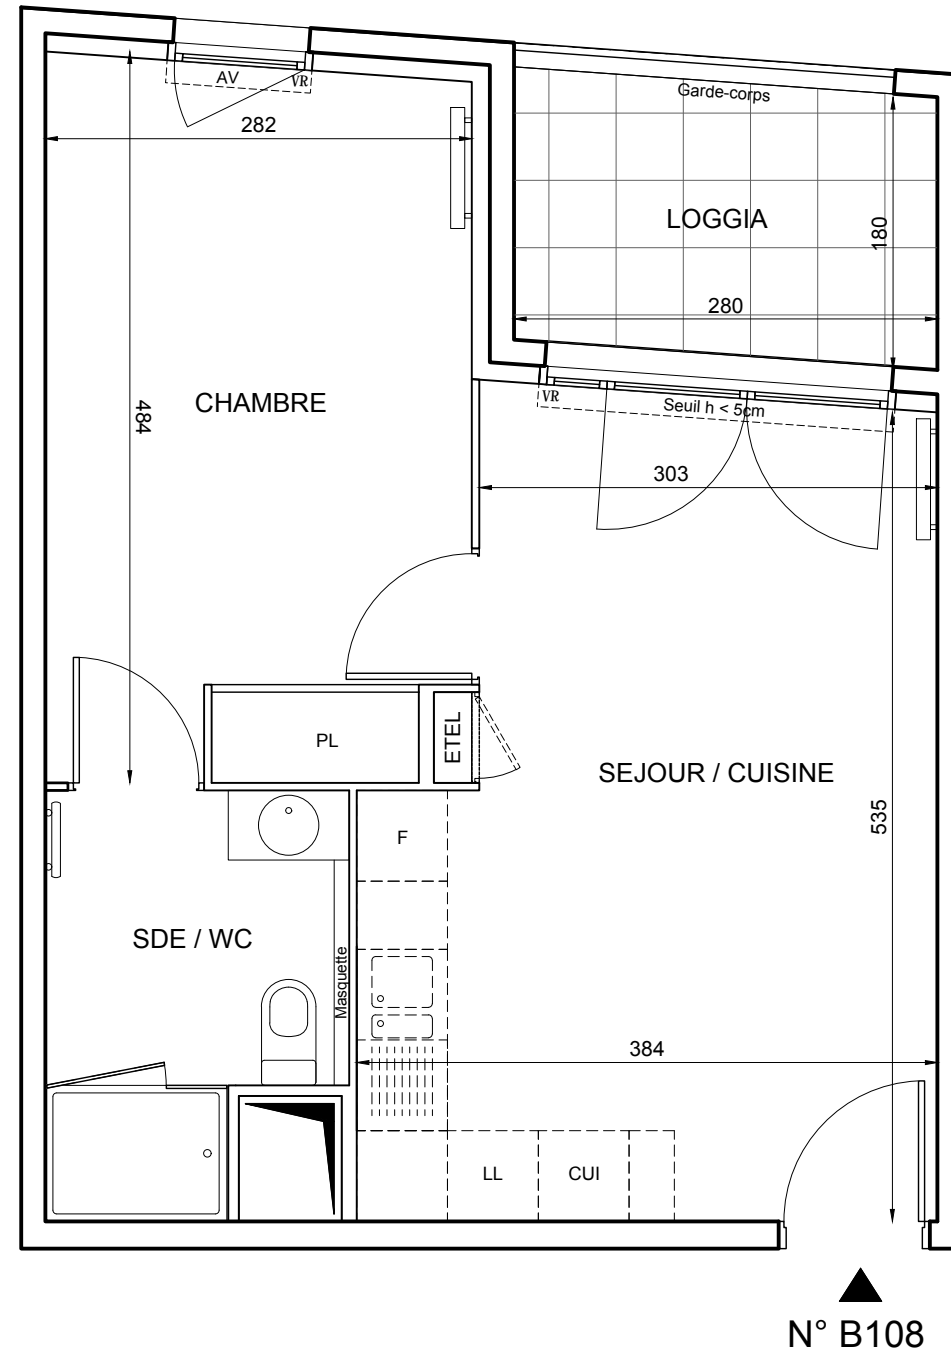 AV
VR
Garde-corps
282
LOGGIA
180
280
CHAMBRE
484
VR
Seuil h < 5cm
303
PL
ETEL
SEJOUR / CUISINE
535
F
SDE / WC
Masquette
384
LL
CUI
N° B108